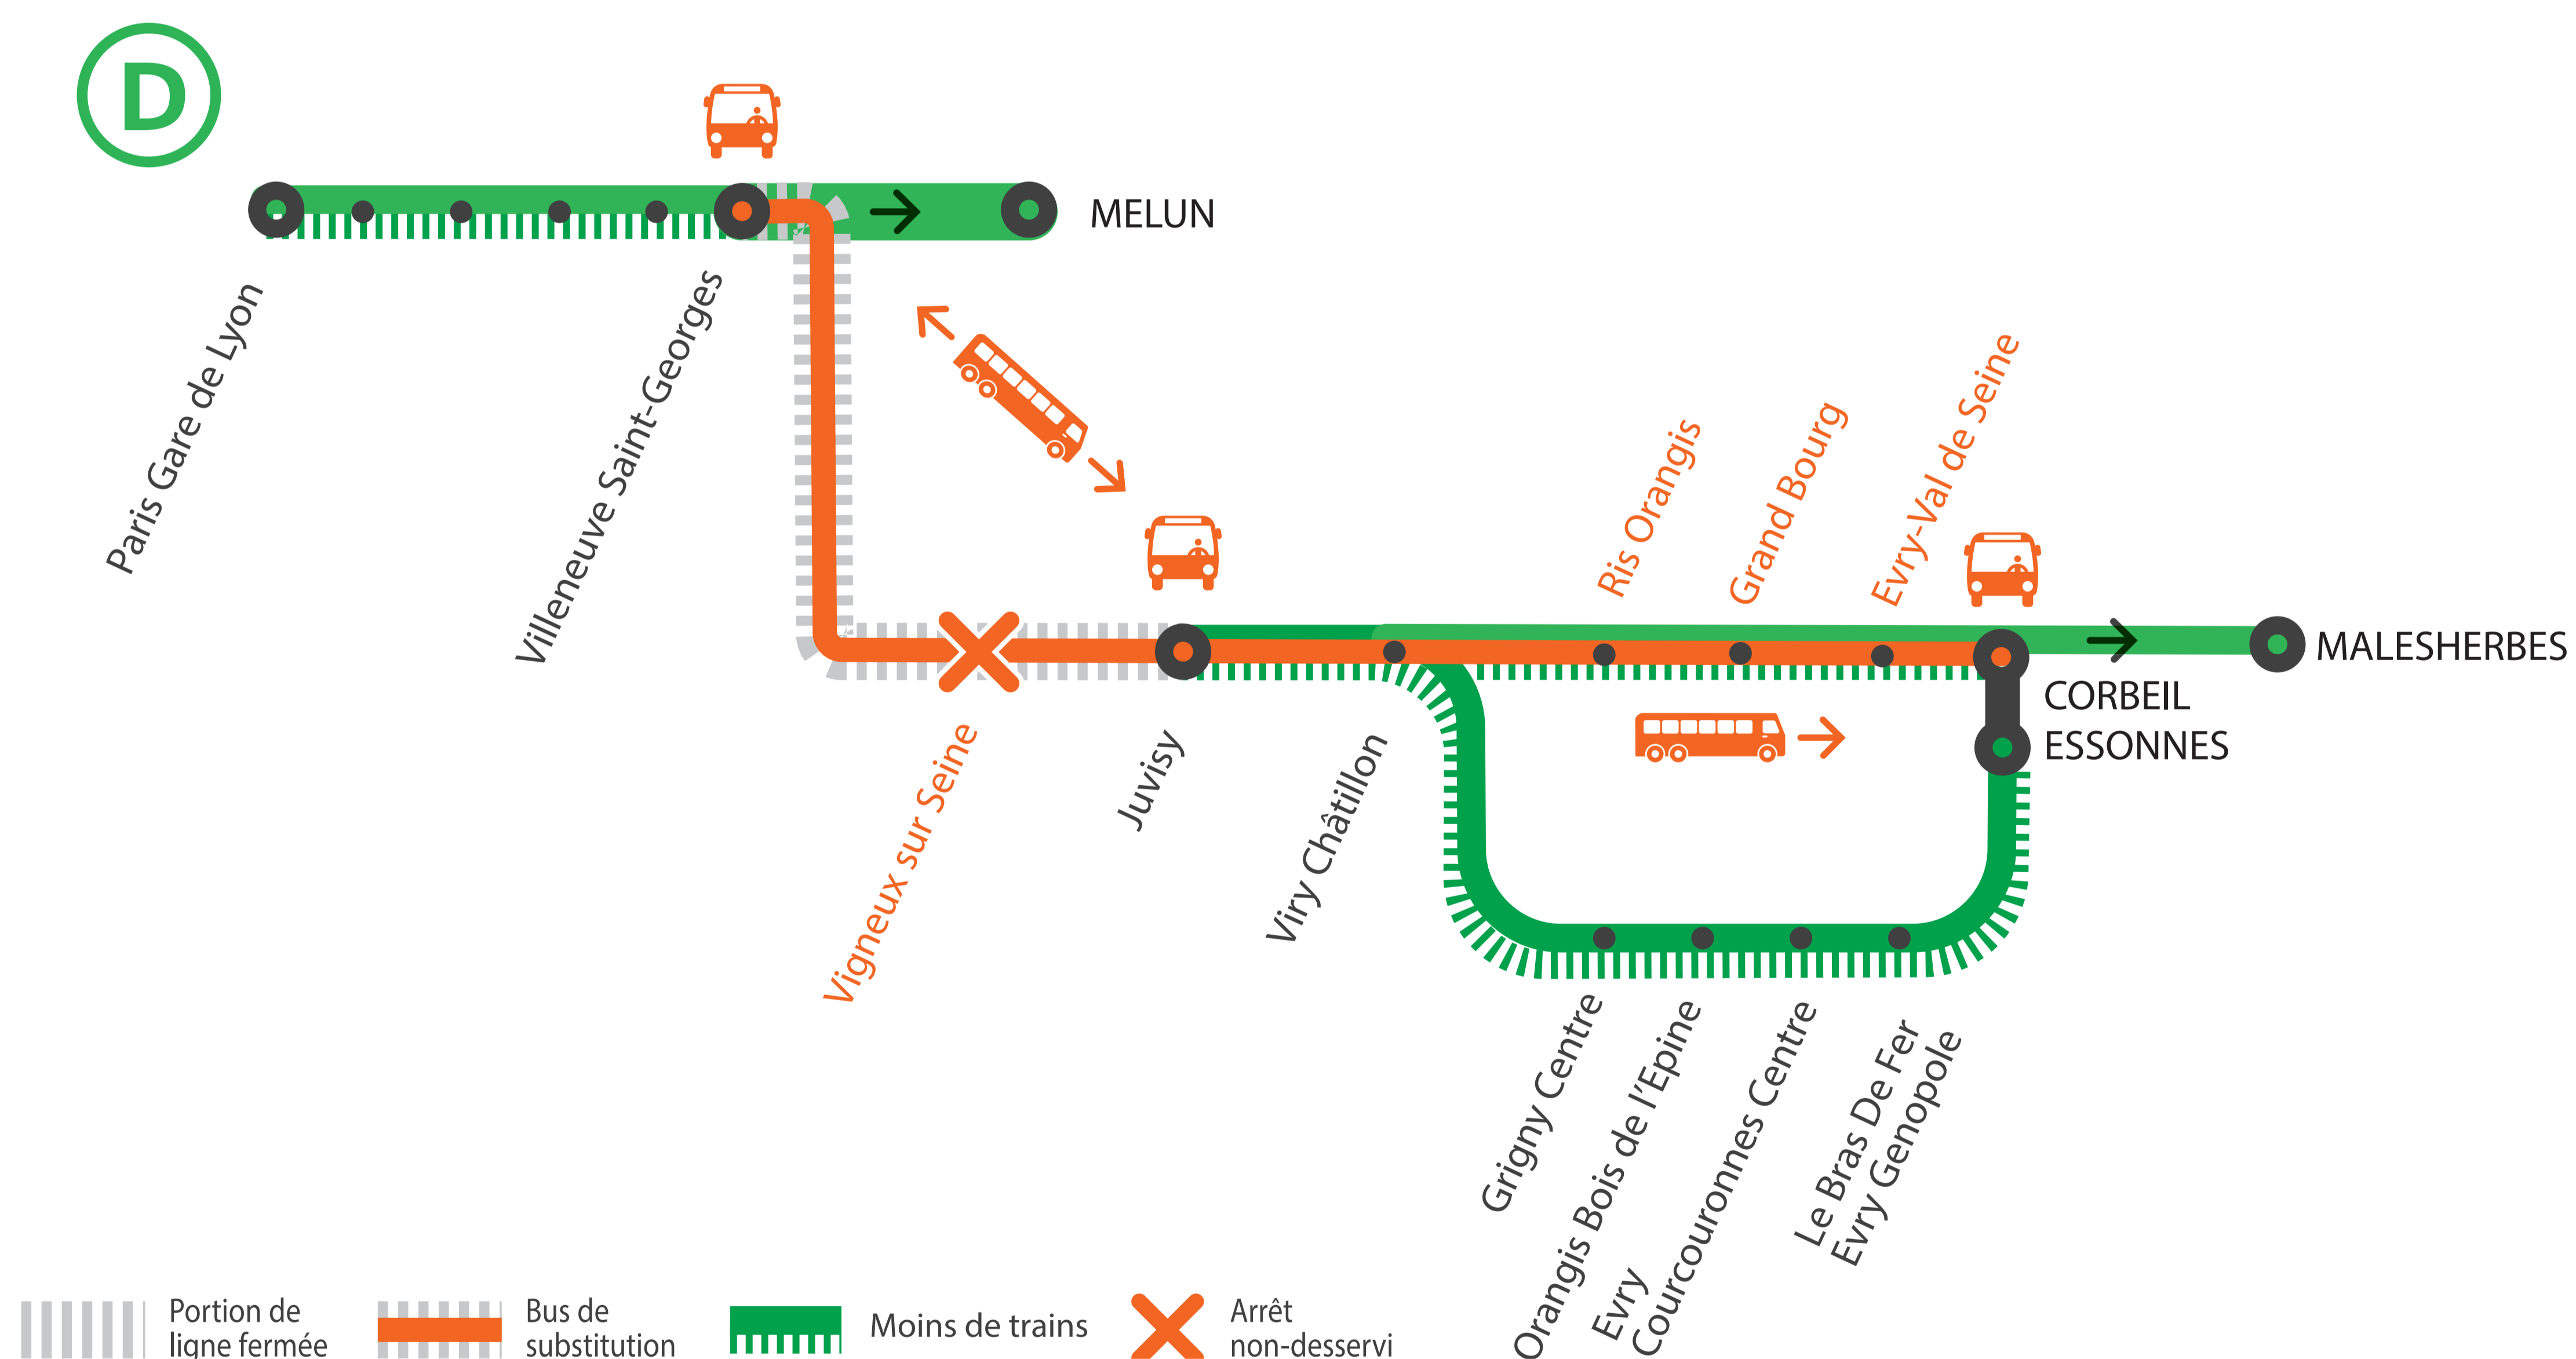 D
MELUN
Paris Gare de Lyon
Villeneuve Saint-Georges
Ris Orangis
Grand Bourg
Evry-Val de Seine
MALESHERBES
CORBEIL
ESSONNES
Vigneux sur Seine
Juvisy
Viry Châtillon
Grigny Centre
Orangis Bois de l'Epine
Evry
Courcouronnes Centre
Le Bras De Fer
Evry Genopole
Portion de
ligne fermée
Bus de
substitution
Moins de trains
Arrêt
non-desservi